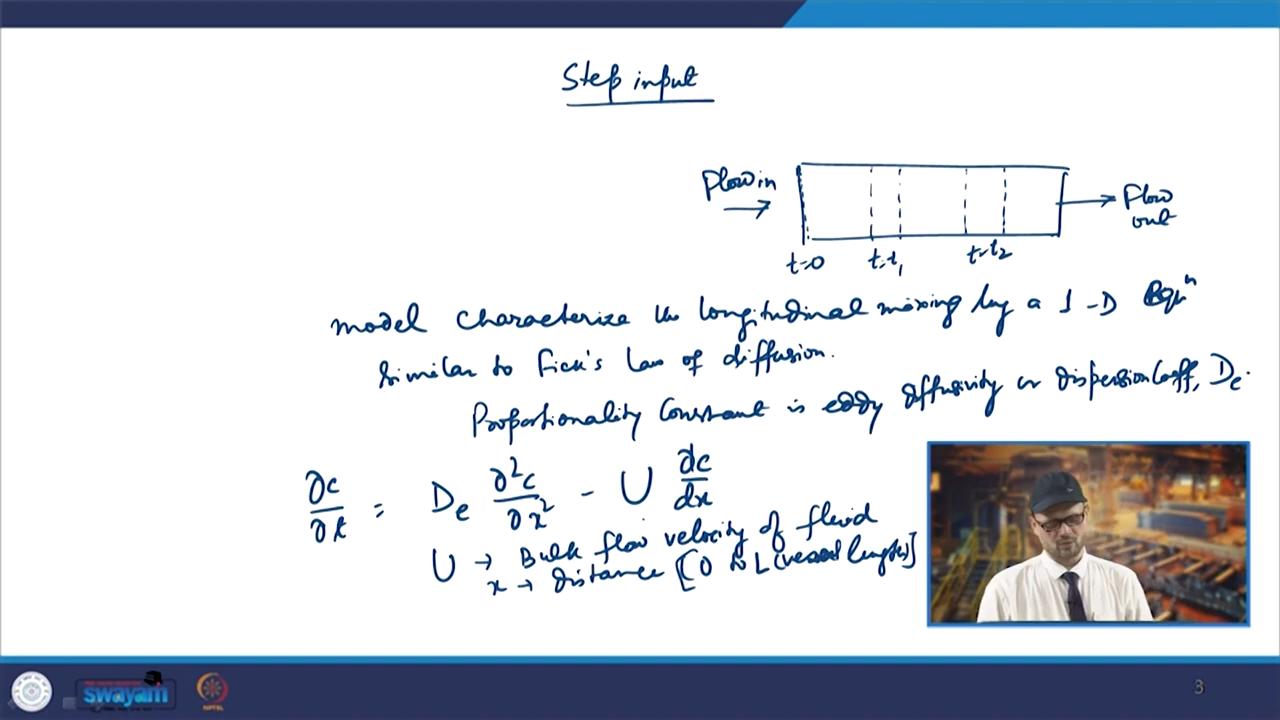 Step input
Flow in
Flow
out
t=0 t=t₁ t=t₂
model characterize the longitudinal mixing by a 1-D Equⁿ
Similar to Fick's Law of diffusion.
Proportionality Constant is eddy diffusivity or dispersion Coeff, De.
∂c/∂t = De ∂²c/∂x² - U dc/dx
U → Bulk flow velocity of fluid
x → distance [0 to L (vessel length)]
swayam
NPTEL
3